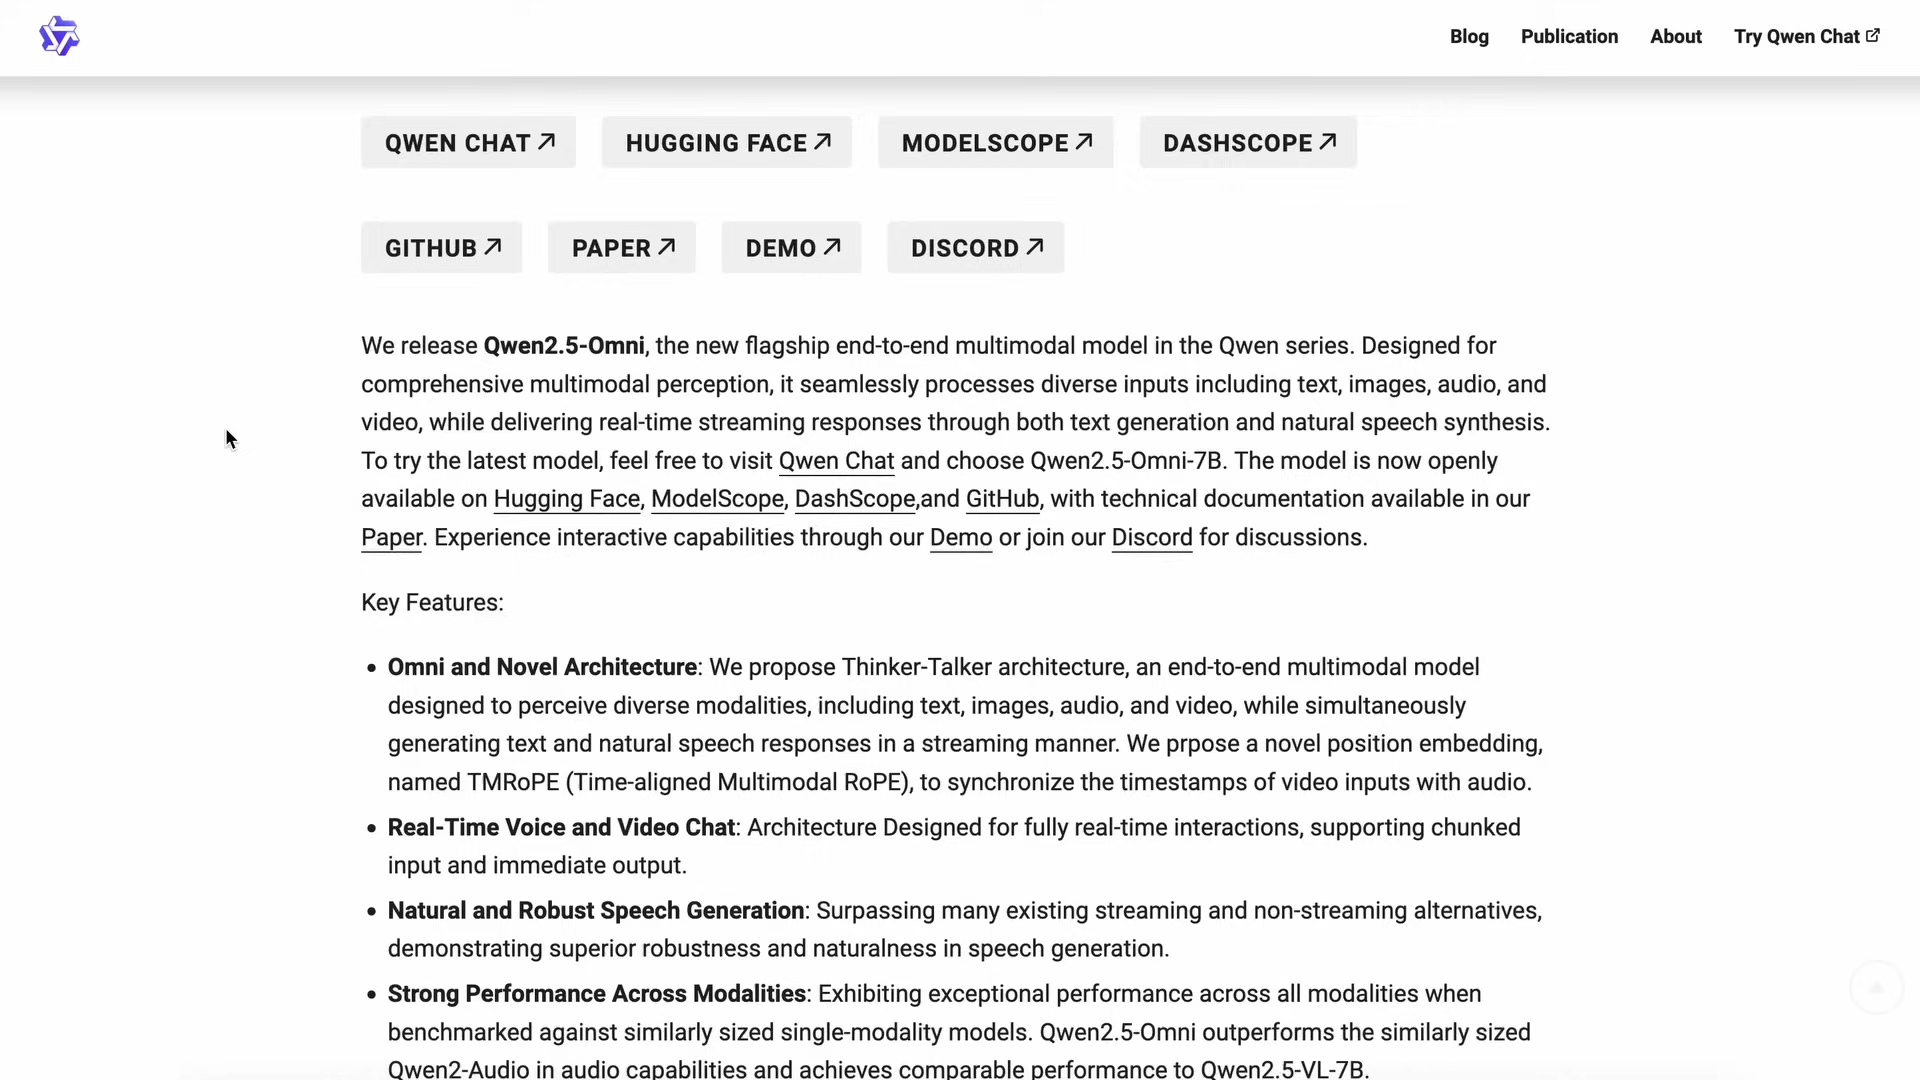 Blog Publication About Try Qwen Chat
QWEN CHAT HUGGING FACE MODELSCOPE DASHSCOPE
GITHUB PAPER DEMO DISCORD
We release Qwen2.5-Omni, the new flagship end-to-end multimodal model in the Qwen series. Designed for
comprehensive multimodal perception, it seamlessly processes diverse inputs including text, images, audio, and
video, while delivering real-time streaming responses through both text generation and natural speech synthesis.
To try the latest model, feel free to visit Qwen Chat and choose Qwen2.5-Omni-7B. The model is now openly
available on Hugging Face, ModelScope, DashScope,and GitHub, with technical documentation available in our
Paper. Experience interactive capabilities through our Demo or join our Discord for discussions.
Key Features:
• Omni and Novel Architecture: We propose Thinker-Talker architecture, an end-to-end multimodal model
designed to perceive diverse modalities, including text, images, audio, and video, while simultaneously
generating text and natural speech responses in a streaming manner. We prpose a novel position embedding,
named TMRoPE (Time-aligned Multimodal RoPE), to synchronize the timestamps of video inputs with audio.
• Real-Time Voice and Video Chat: Architecture Designed for fully real-time interactions, supporting chunked
input and immediate output.
• Natural and Robust Speech Generation: Surpassing many existing streaming and non-streaming alternatives,
demonstrating superior robustness and naturalness in speech generation.
• Strong Performance Across Modalities: Exhibiting exceptional performance across all modalities when
benchmarked against similarly sized single-modality models. Qwen2.5-Omni outperforms the similarly sized
Qwen2-Audio in audio capabilities and achieves comparable performance to Qwen2.5-VL-7B.